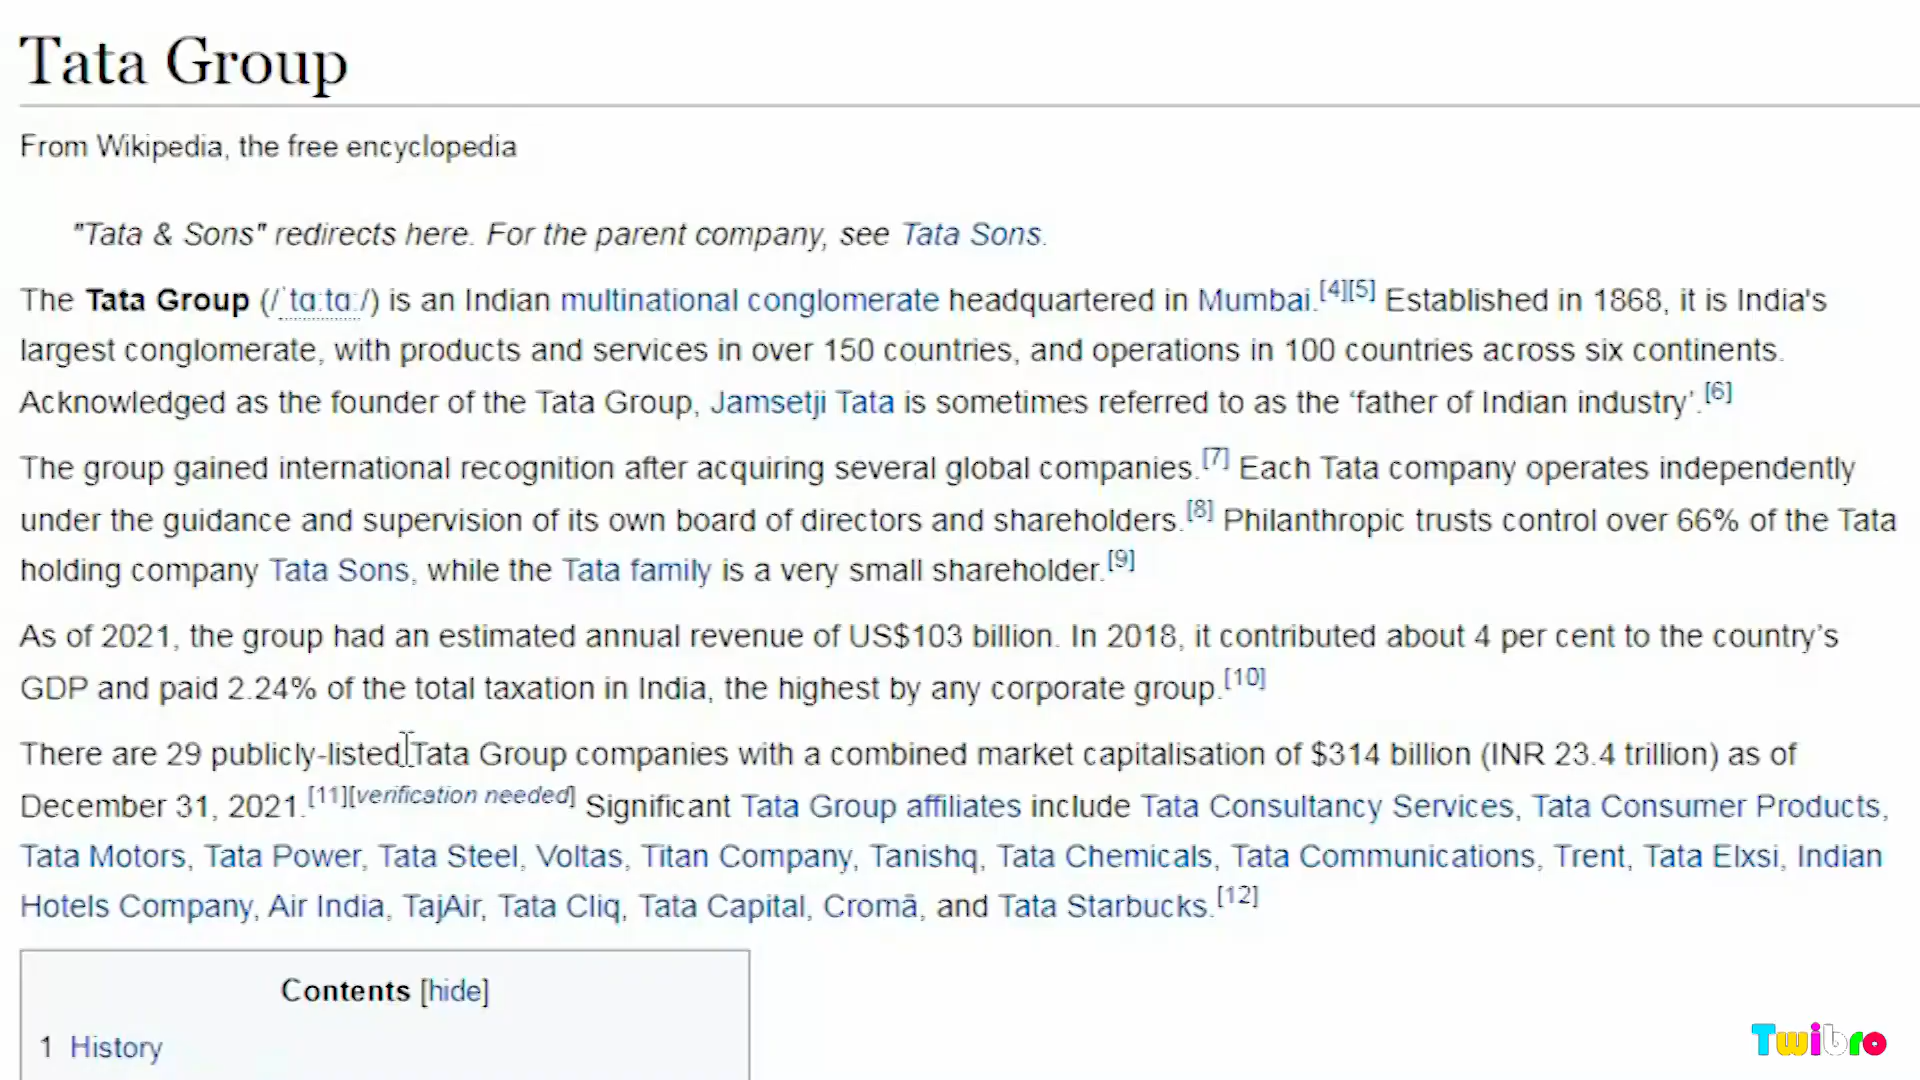 Tata Group
From Wikipedia, the free encyclopedia
"Tata & Sons" redirects here. For the parent company, see Tata Sons.
The Tata Group (/ˈtɑːtɑː/) is an Indian multinational conglomerate headquartered in Mumbai.[4][5] Established in 1868, it is India's
largest conglomerate, with products and services in over 150 countries, and operations in 100 countries across six continents.
Acknowledged as the founder of the Tata Group, Jamsetji Tata is sometimes referred to as the ‘father of Indian industry’.[6]
The group gained international recognition after acquiring several global companies.[7] Each Tata company operates independently
under the guidance and supervision of its own board of directors and shareholders.[8] Philanthropic trusts control over 66% of the Tata
holding company Tata Sons, while the Tata family is a very small shareholder.[9]
As of 2021, the group had an estimated annual revenue of US$103 billion. In 2018, it contributed about 4 per cent to the country’s
GDP and paid 2.24% of the total taxation in India, the highest by any corporate group.[10]
There are 29 publicly-listed Tata Group companies with a combined market capitalisation of $314 billion (INR 23.4 trillion) as of
December 31, 2021.[11][verification needed] Significant Tata Group affiliates include Tata Consultancy Services, Tata Consumer Products,
Tata Motors, Tata Power, Tata Steel, Voltas, Titan Company, Tanishq, Tata Chemicals, Tata Communications, Trent, Tata Elxsi, Indian
Hotels Company, Air India, TajAir, Tata Cliq, Tata Capital, Cromā, and Tata Starbucks.[12]
Contents [hide]
1 History
Twibro